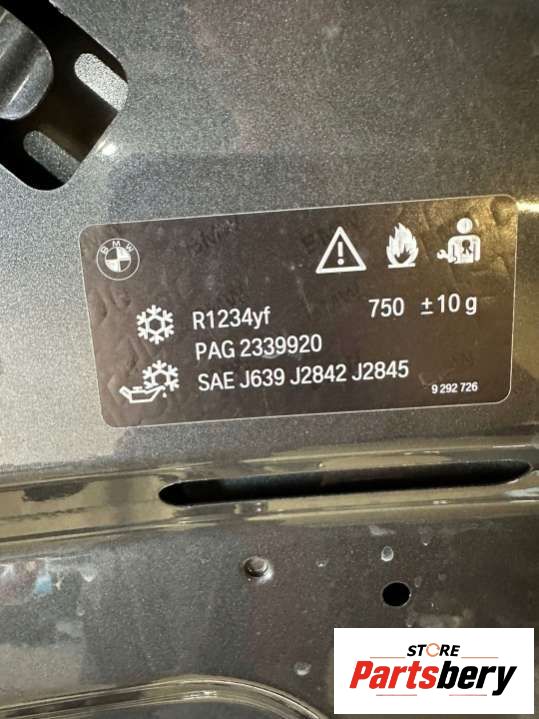 BMW
R1234yf 750 ±10 g
PAG 2339920
SAE J639 J2842 J2845
9 292 726
STORE
Partsbery